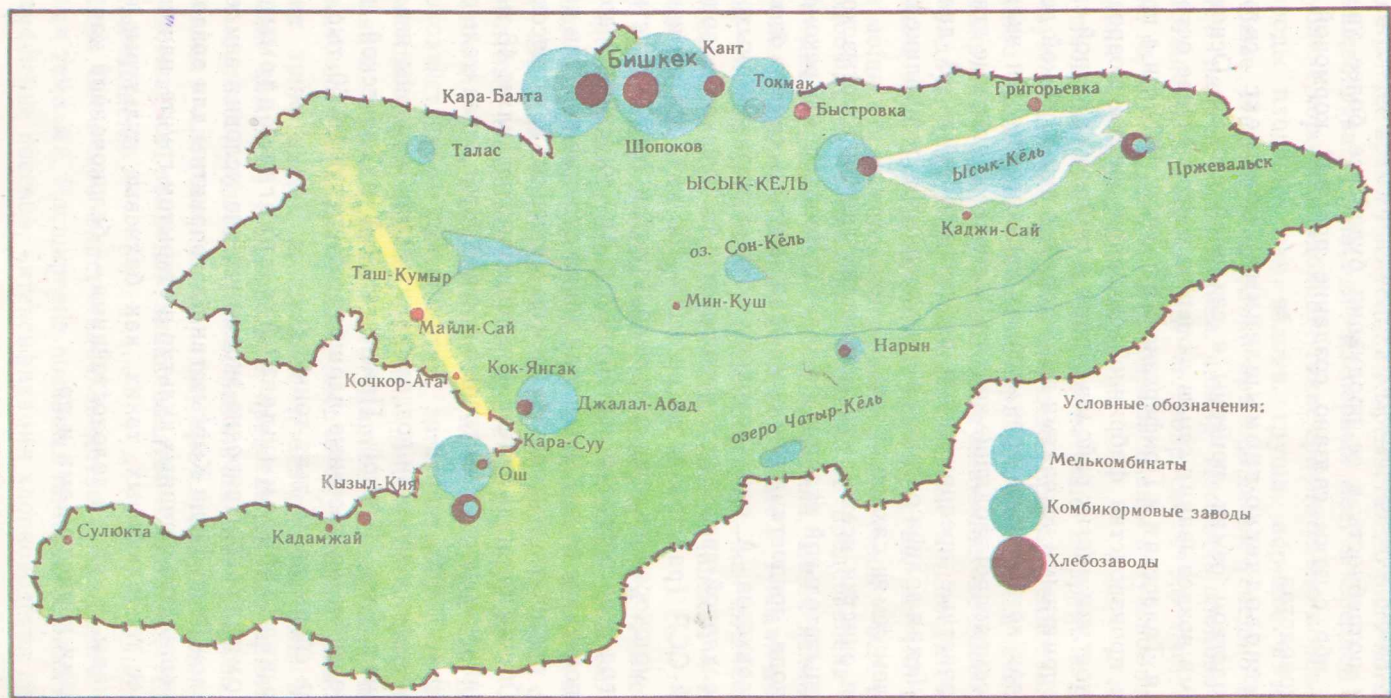 Бишкек
Кант
Токмак
Кара-Балта
Григорьевка
Быстровка
Шопоков
Талас
Ысык-Кёль
Пржевальск
ЫСЫК-КЕЛЬ
Каджи-Сай
оз. Сон-Кёль
Таш-Кумыр
Мин-Куш
Майли-Сай
Нарын
Кок-Янгак
Кочкор-Ата
Джалал-Абад
озеро Чатыр-Кёль
Кара-Суу
Ош
Кызыл-Кия
Сулюкта
Кадамжай
Условные обозначения:
Мелькомбинаты
Комбикормовые заводы
Хлебозаводы